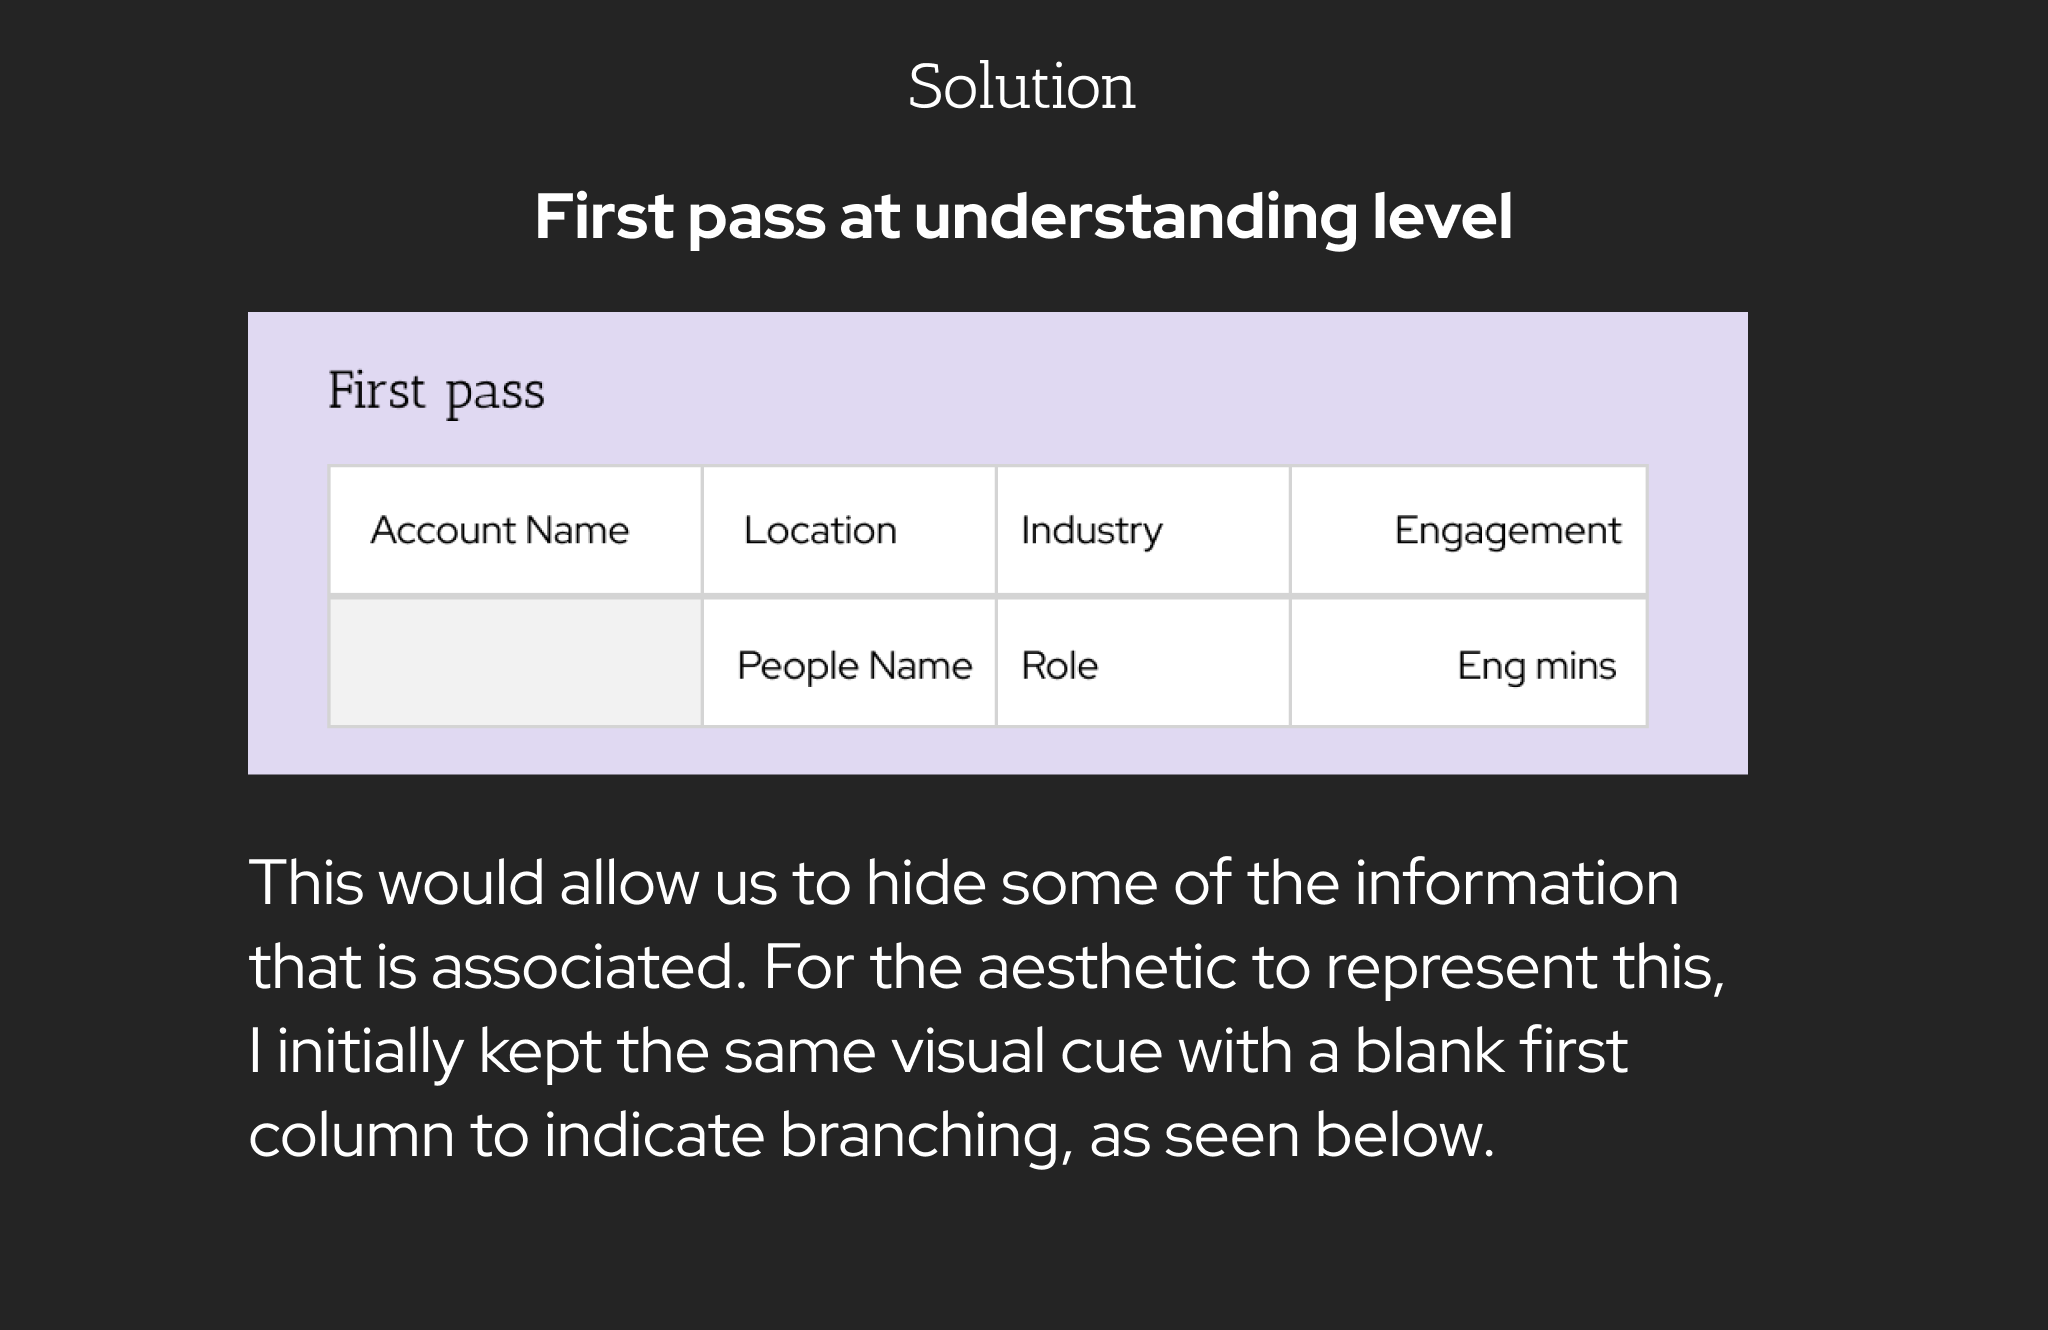 Solution
First pass at understanding level
First pass
Account Name Location Industry Engagement
People Name Role Eng mins
This would allow us to hide some of the information
that is associated. For the aesthetic to represent this,
I initially kept the same visual cue with a blank first
column to indicate branching, as seen below.